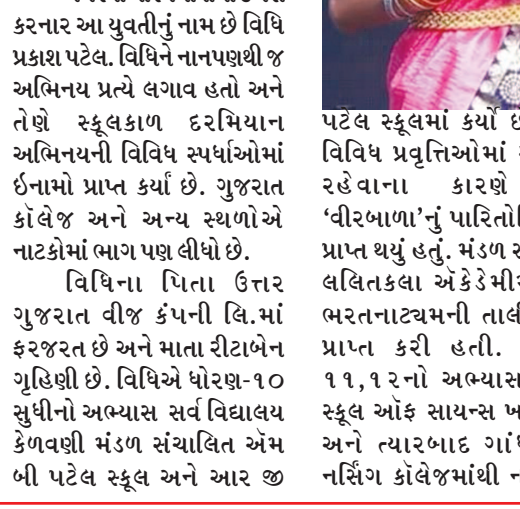 કરનાર આ યુવતીનું નામ છે વિધિ
પ્રકાશ પટેલ. વિધિને નાનપણથી જ
અભિનય પ્રત્યે લગાવ હતો અને
તેણે સ્કૂલકાળ દરમિયાન
અભિનયની વિવિધ સ્પર્ધાઓમાં
ઇનામો પ્રાપ્ત કર્યાં છે. ગુજરાત
કૉલેજ અને અન્ય સ્થળોએ
નાટકોમાં ભાગ પણ લીધો છે.
વિધિના પિતા ઉત્તર
ગુજરાત વીજ કંપની લિ.માં
ફરજરત છે અને માતા રીટાબેન
ગૃહિણી છે. વિધિએ ધોરણ-૧૦
સુધીનો અભ્યાસ સર્વ વિદ્યાલય
કેળવણી મંડળ સંચાલિત એમ
બી પટેલ સ્કૂલ અને આર જી
પટેલ સ્કૂલમાં કર્યો
વિવિધ પ્રવૃત્તિઓમાં
રહેવાના કારણે
‘વીરબાળા’નું
પ્રાપ્ત થયું હતું. મંડળ
લલિતકલા
ભરતનાટ્યમની
પ્રાપ્ત કરી હતી.
૧૧,૧૨નો અભ્યાસ
સ્કૂલ ઑફ સાયન્સ
અને ત્યારબાદ
નર્સિંગ કૉલેજમાંથી